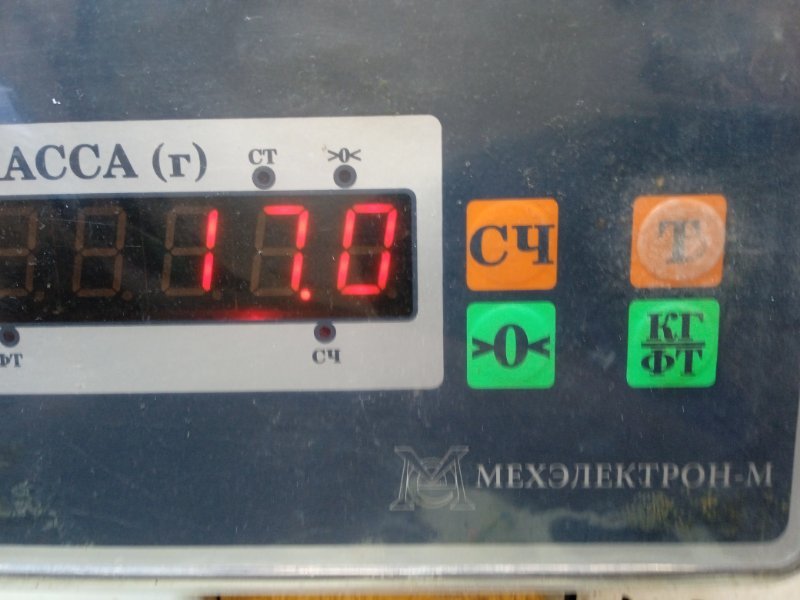 АССА (г)
СТ >0<
17.0
ФТ СЧ
СЧ Т
>0< КГ
ФТ
МЕХЭЛЕКТРОН-М